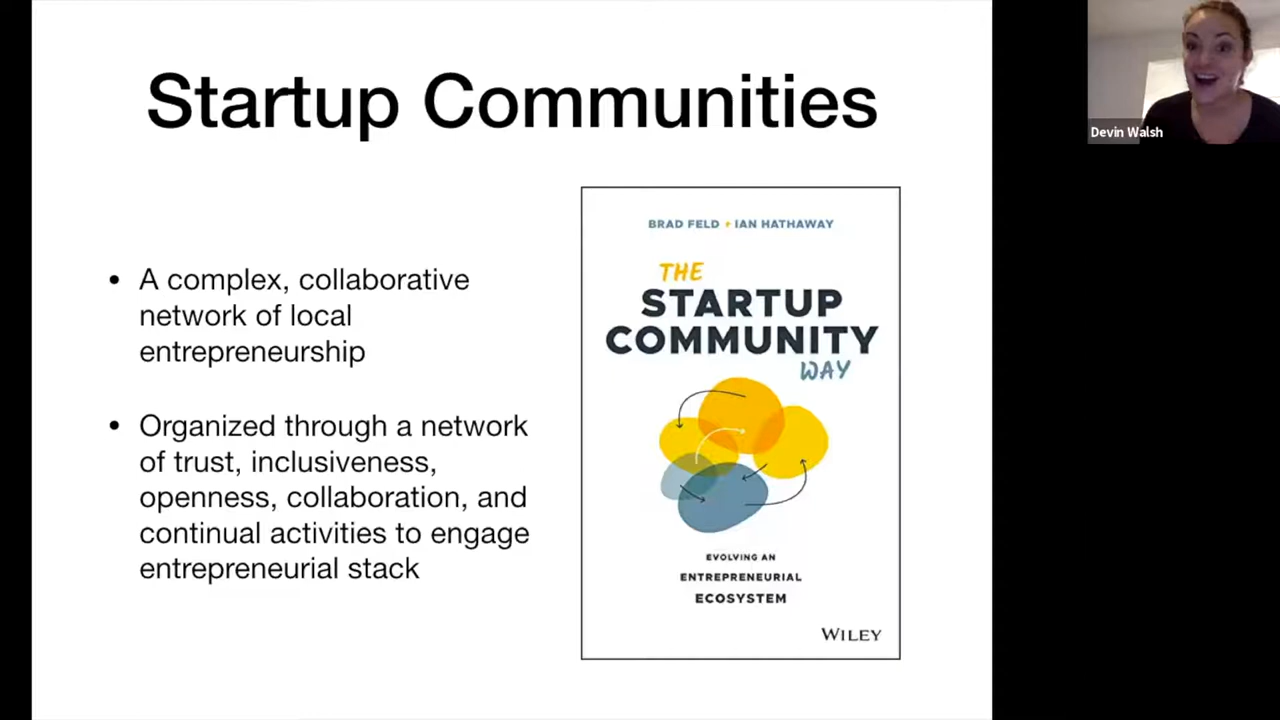 Startup Communities
• A complex, collaborative
network of local
entrepreneurship
• Organized through a network
of trust, inclusiveness,
openness, collaboration, and
continual activities to engage
entrepreneurial stack
BRAD FELD + IAN HATHAWAY
THE
STARTUP
COMMUNITY
WAY
EVOLVING AN
ENTREPRENEURIAL
ECOSYSTEM
WILEY
Devin Walsh